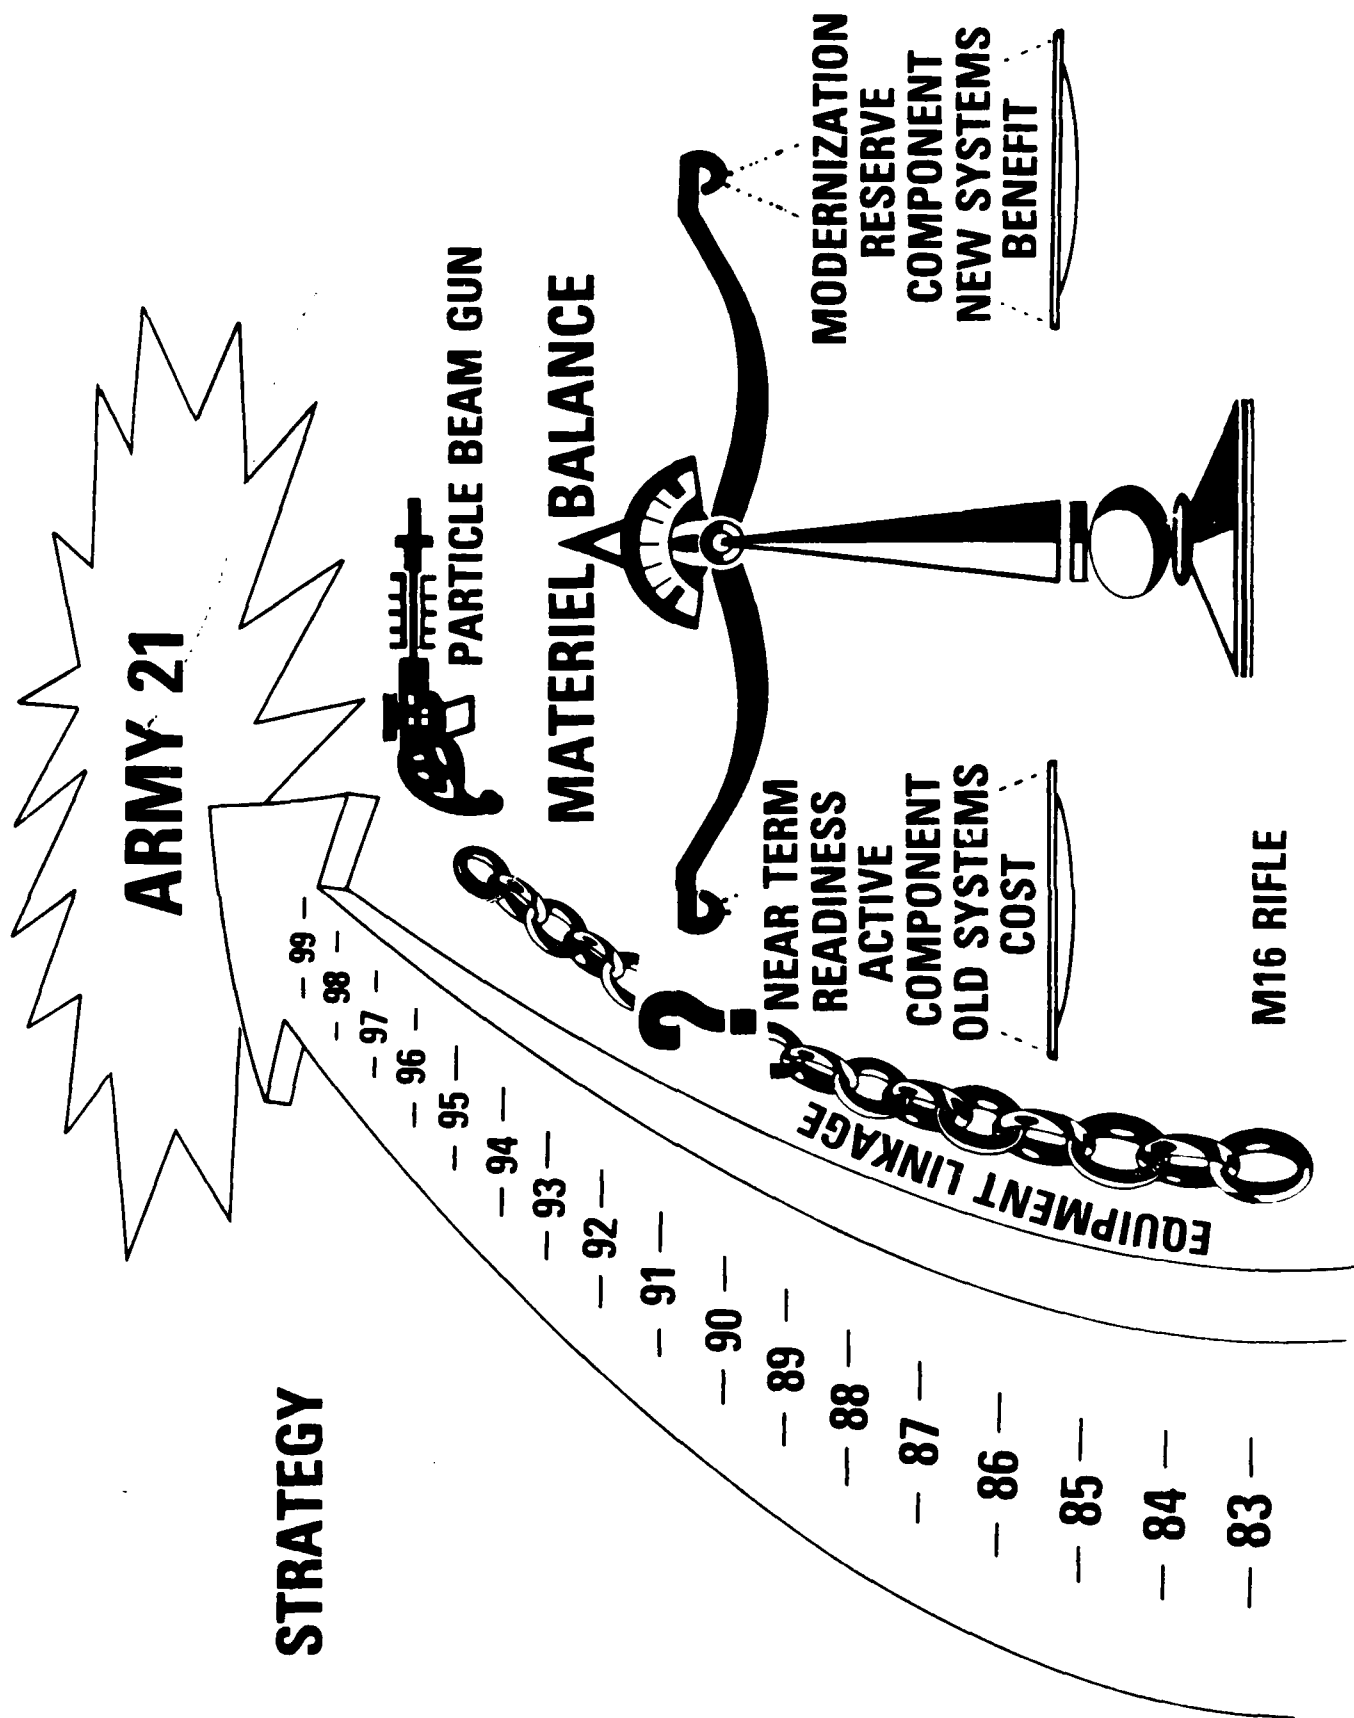 STRATEGY
ARMY 21
— 99 —
— 98 —
— 97 —
— 96 —
— 95 —
— 94 —
— 93 —
— 92 —
— 91 —
— 90 —
— 89 —
— 88 —
— 87 —
— 86 —
— 85 —
— 84 —
— 83 —
PARTICLE BEAM GUN
MATERIEL BALANCE
?
EQUIPMENT LINKAGE
NEAR TERM
READINESS
ACTIVE
COMPONENT
OLD SYSTEMS
COST
MODERNIZATION
RESERVE
COMPONENT
NEW SYSTEMS
BENEFIT
M16 RIFLE